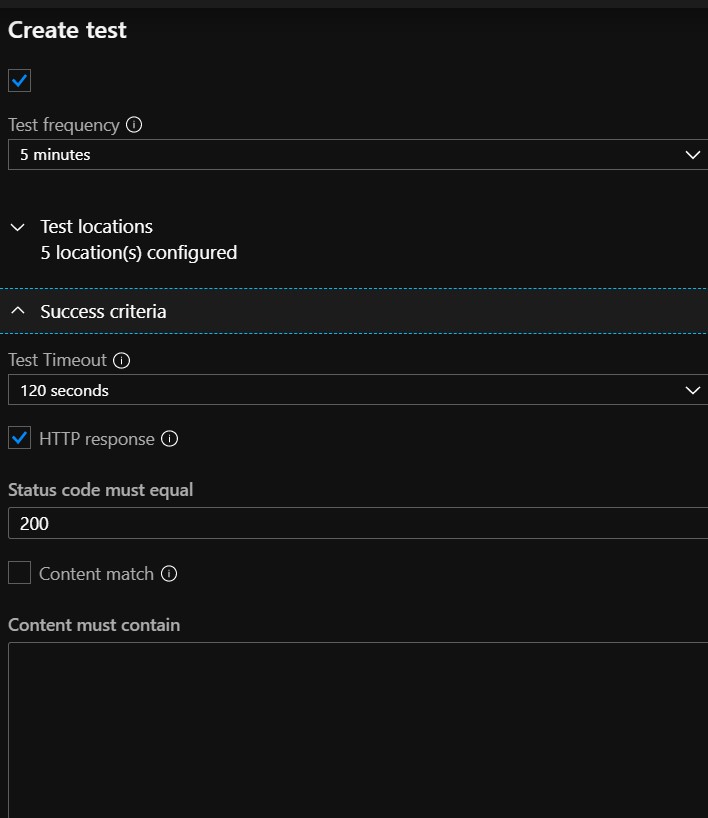 Create test
Test frequency
5 minutes
Test locations
5 location(s) configured
Success criteria
Test Timeout
120 seconds
HTTP response
Status code must equal
200
Content match
Content must contain